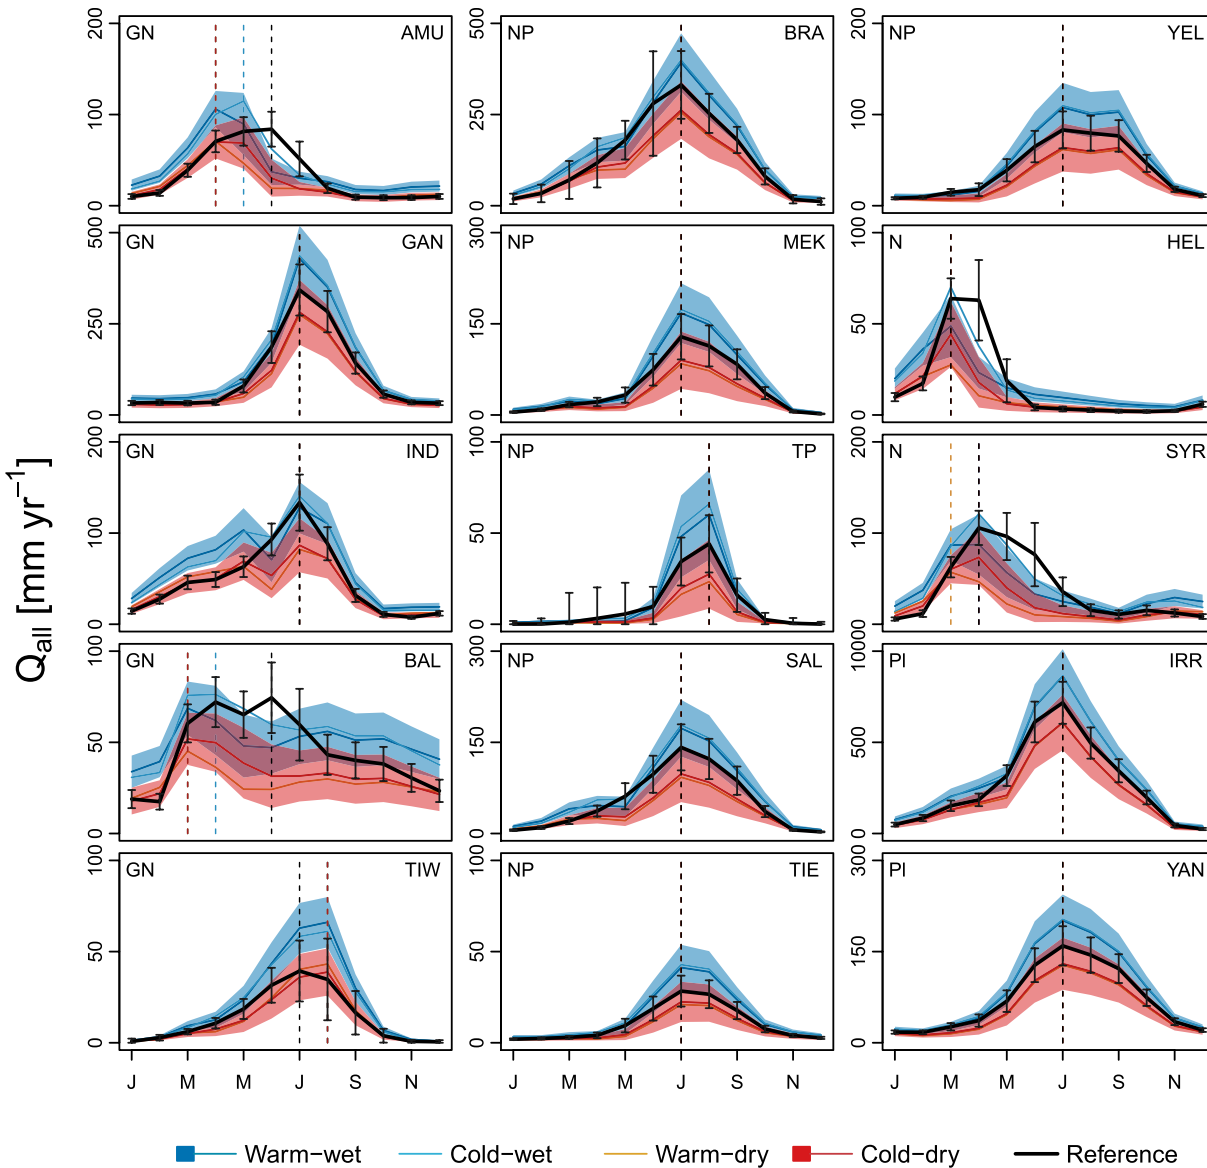 Qall [mm yr−1]
GN AMU
200
100
0
NP BRA
500
250
0
NP YEL
200
100
0
GN GAN
500
250
0
NP MEK
300
150
0
N HEL
100
50
0
GN IND
200
100
0
NP TP
100
50
0
N SYR
200
100
0
GN BAL
100
50
0
NP SAL
300
150
0
PI IRR
1000
500
0
GN TIW
100
50
0
NP TIE
100
50
0
PI YAN
300
150
0
J M M J S N
J M M J S N
J M M J S N
Warm−wet Cold−wet Warm−dry Cold−dry Reference